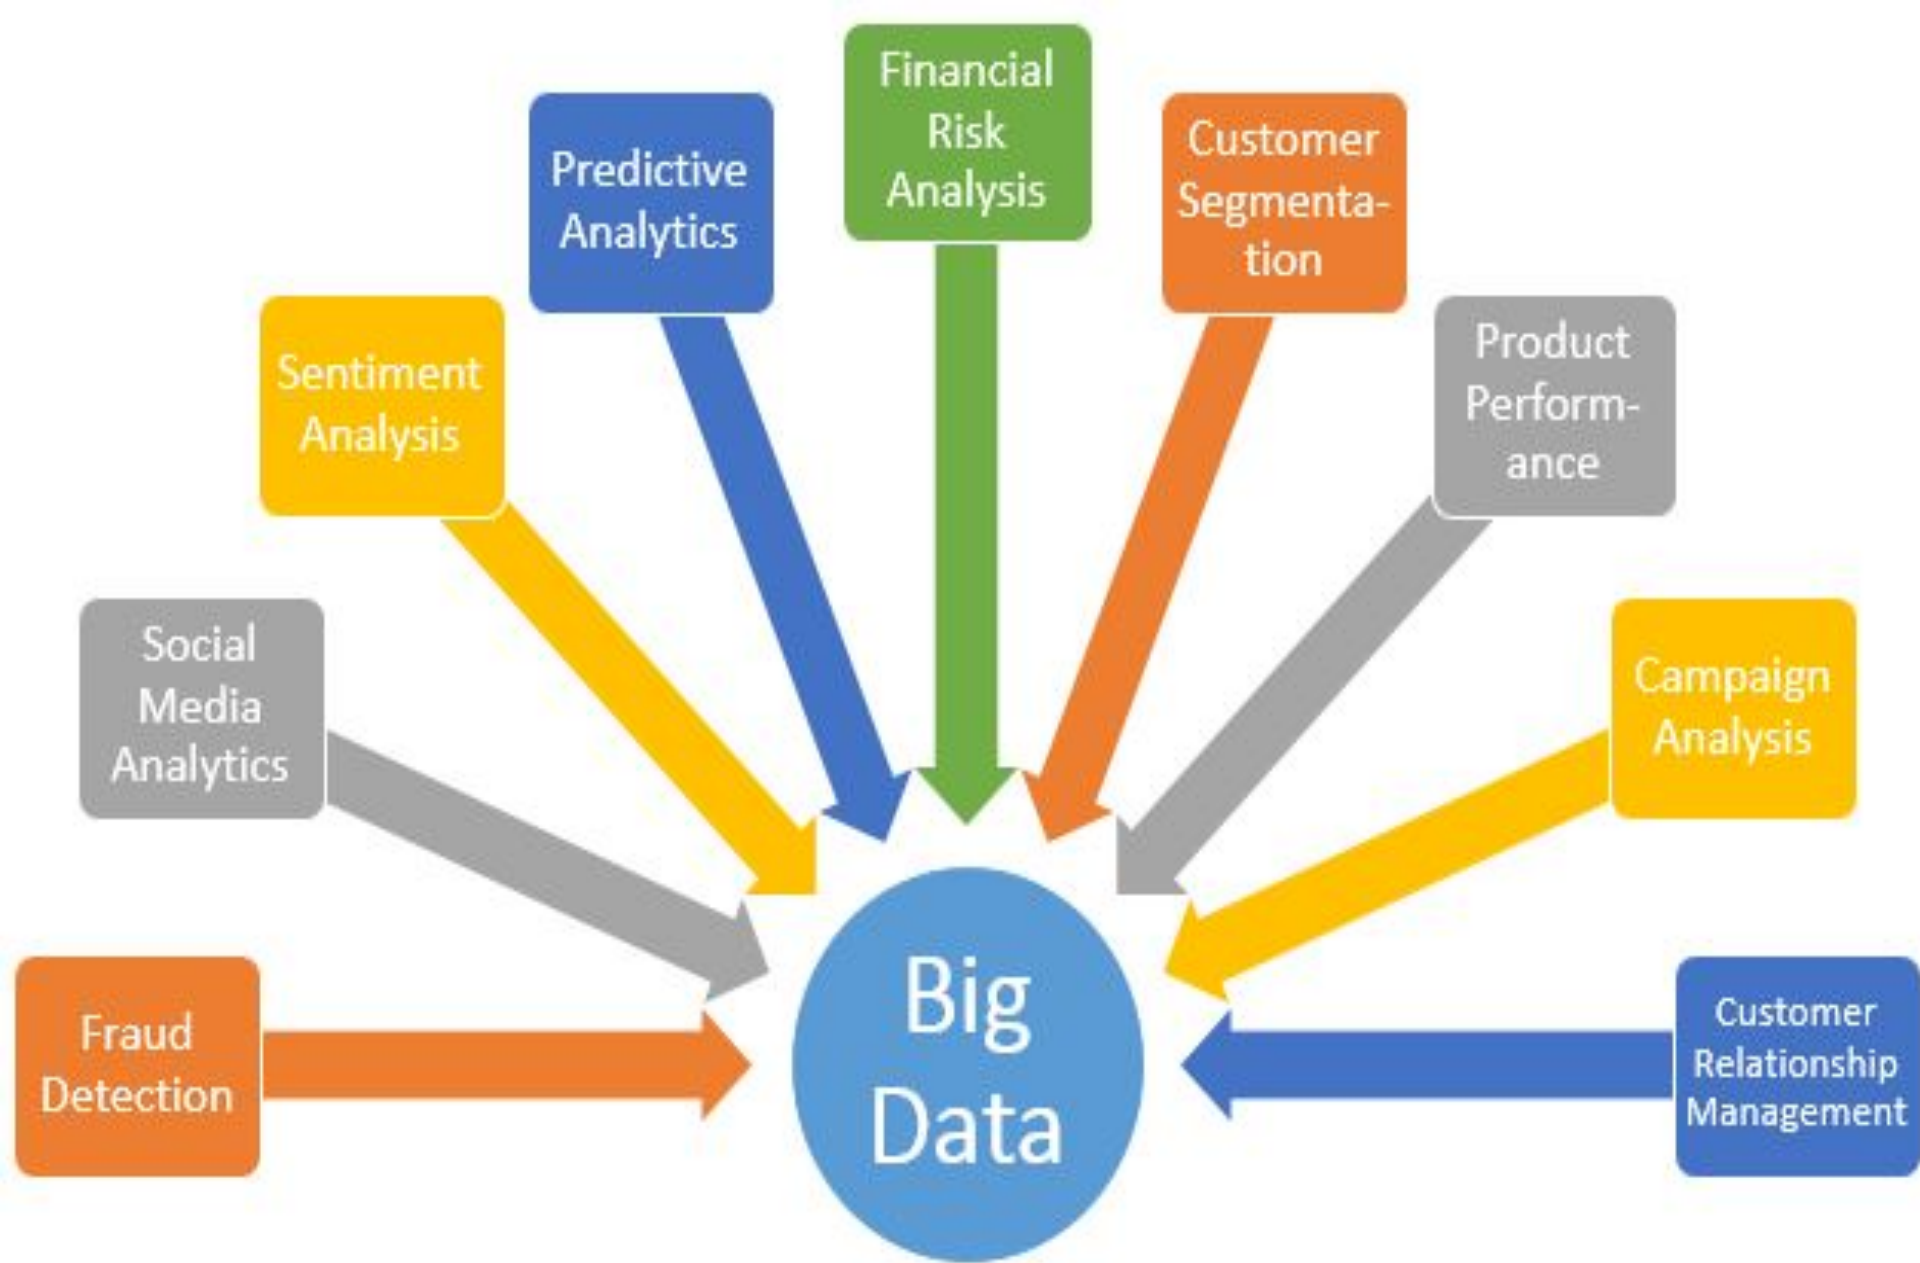 Financial
Risk
Analysis
Predictive
Analytics
Customer
Segmenta-
tion
Sentiment
Analysis
Product
Perform-
ance
Social
Media
Analytics
Campaign
Analysis
Fraud
Detection
Big
Data
Customer
Relationship
Management